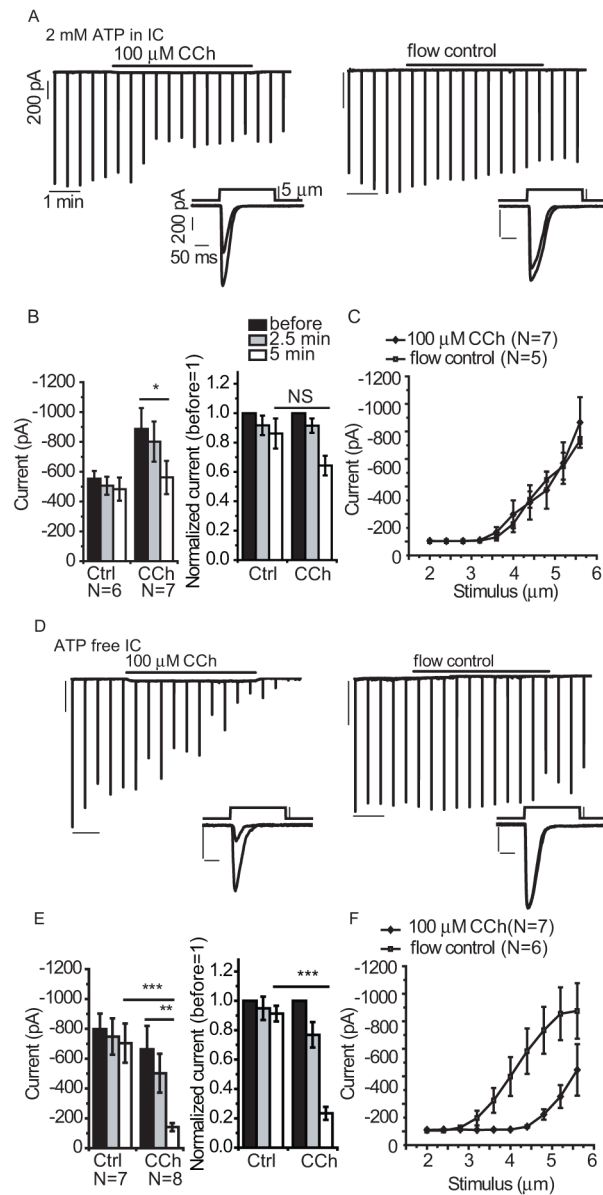 A
2 mM ATP in IC
100 μM CCh
flow control
200 pA
1 min
5 μm
200 pA
50 ms
B
before
2.5 min
5 min
C
100 μM CCh (N=7)
flow control (N=5)
-1200
-1000
-800
-600
-400
-200
0
Current (pA)
*
Ctrl
N=6
CCh
N=7
Normalized current (before=1)
1.2
1.0
0.8
0.6
0.4
0.2
0.0
NS
Ctrl
CCh
Current (pA)
-1200
-1000
-800
-600
-400
-200
0
0
1
2
3
4
5
6
Stimulus (μm)
D
ATP free IC
100 μM CCh
flow control
E
F
100 μM CCh(N=7)
flow control (N=6)
-1200
-1000
-800
-600
-400
-200
0
Current (pA)
***
**
Ctrl
N=7
CCh
N=8
Normalized current (before=1)
1.2
1.0
0.8
0.6
0.4
0.2
0.0
***
Ctrl
CCh
Current (pA)
-1200
-1000
-800
-600
-400
-200
0
0
1
2
3
4
5
6
Stimulus (μm)